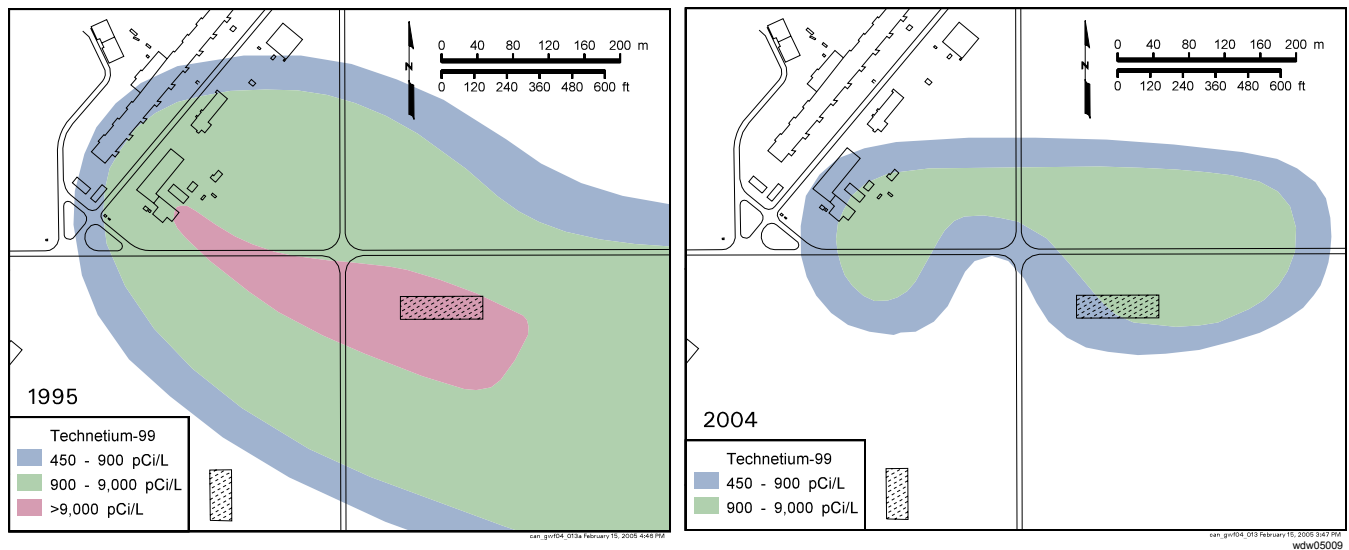 N
0 40 80 120 160 200 m
0 120 240 360 480 600 ft
1995
Technetium-99
450 - 900 pCi/L
900 - 9,000 pCi/L
>9,000 pCi/L
can_gwf04_013a February 15, 2005 4:46 PM
N
0 40 80 120 160 200 m
0 120 240 360 480 600 ft
2004
Technetium-99
450 - 900 pCi/L
900 - 9,000 pCi/L
can_gwf04_013 February 15, 2005 3:47 PM
wdw05009